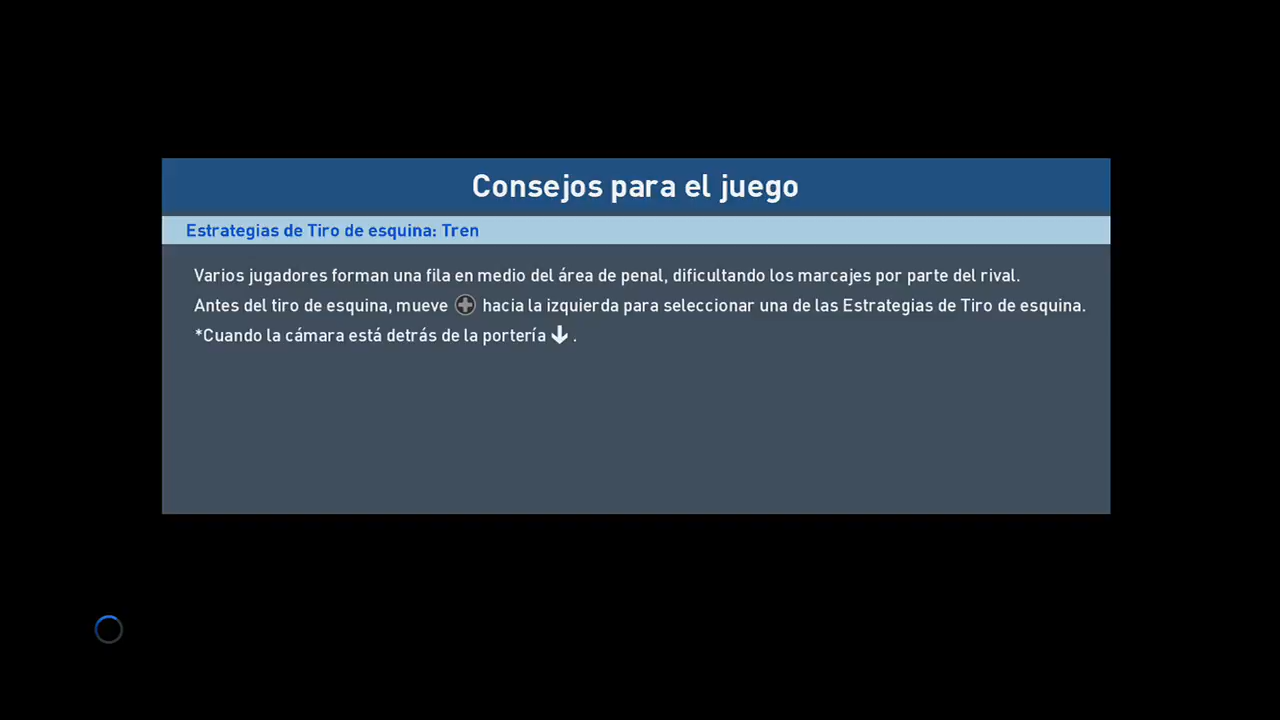 Consejos para el juego
Estrategias de Tiro de esquina: Tren
Varios jugadores forman una fila en medio del área de penal, dificultando los marcajes por parte del rival.
Antes del tiro de esquina, mueve hacia la izquierda para seleccionar una de las Estrategias de Tiro de esquina.
*Cuando la cámara está detrás de la portería ↓ .